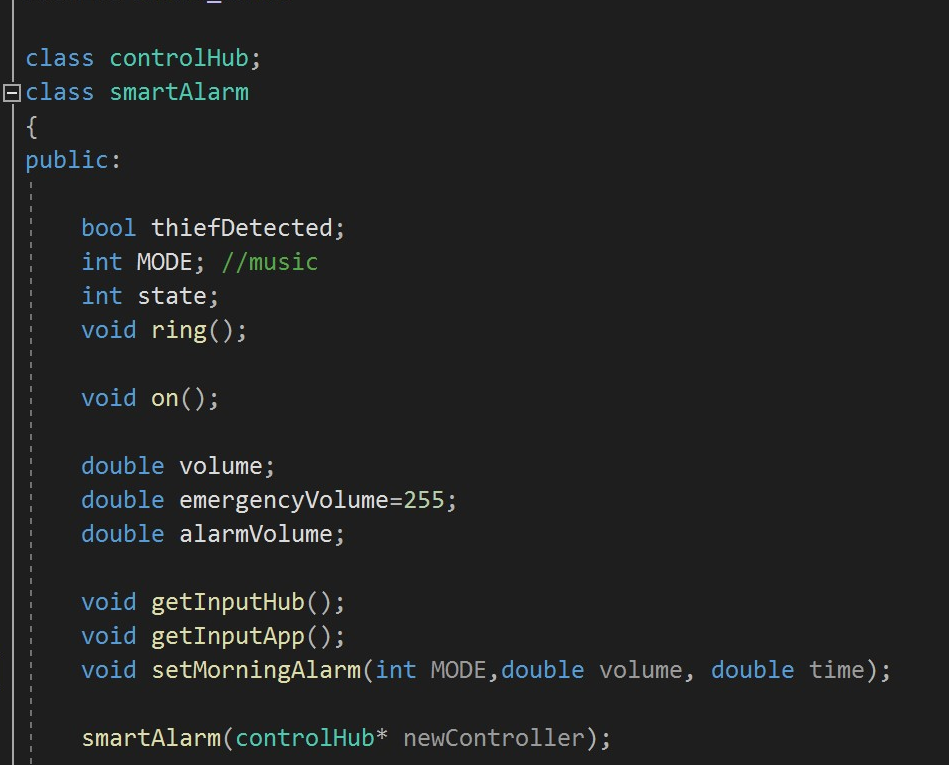 class controlHub;
class smartAlarm
{
public:
bool thiefDetected;
int MODE; //music
int state;
void ring();
void on();
double volume;
double emergencyVolume=255;
double alarmVolume;
void getInputHub();
void getInputApp();
void setMorningAlarm(int MODE,double volume, double time);
smartAlarm(controlHub* newController);